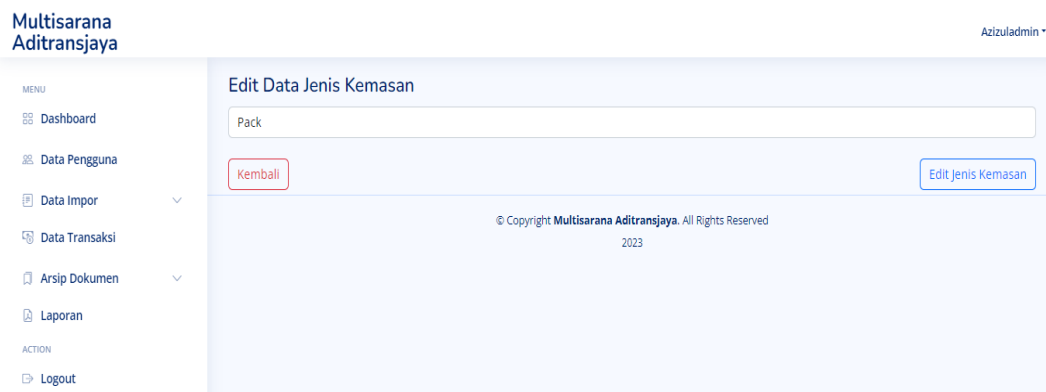 Multisarana
Aditransjaya
Azizuladmin
MENU
Dashboard
Data Pengguna
Data Impor
Data Transaksi
Arsip Dokumen
Laporan
ACTION
Logout
Edit Data Jenis Kemasan
Pack
Kembali
Edit Jenis Kemasan
© Copyright Multisarana Aditransjaya. All Rights Reserved
2023